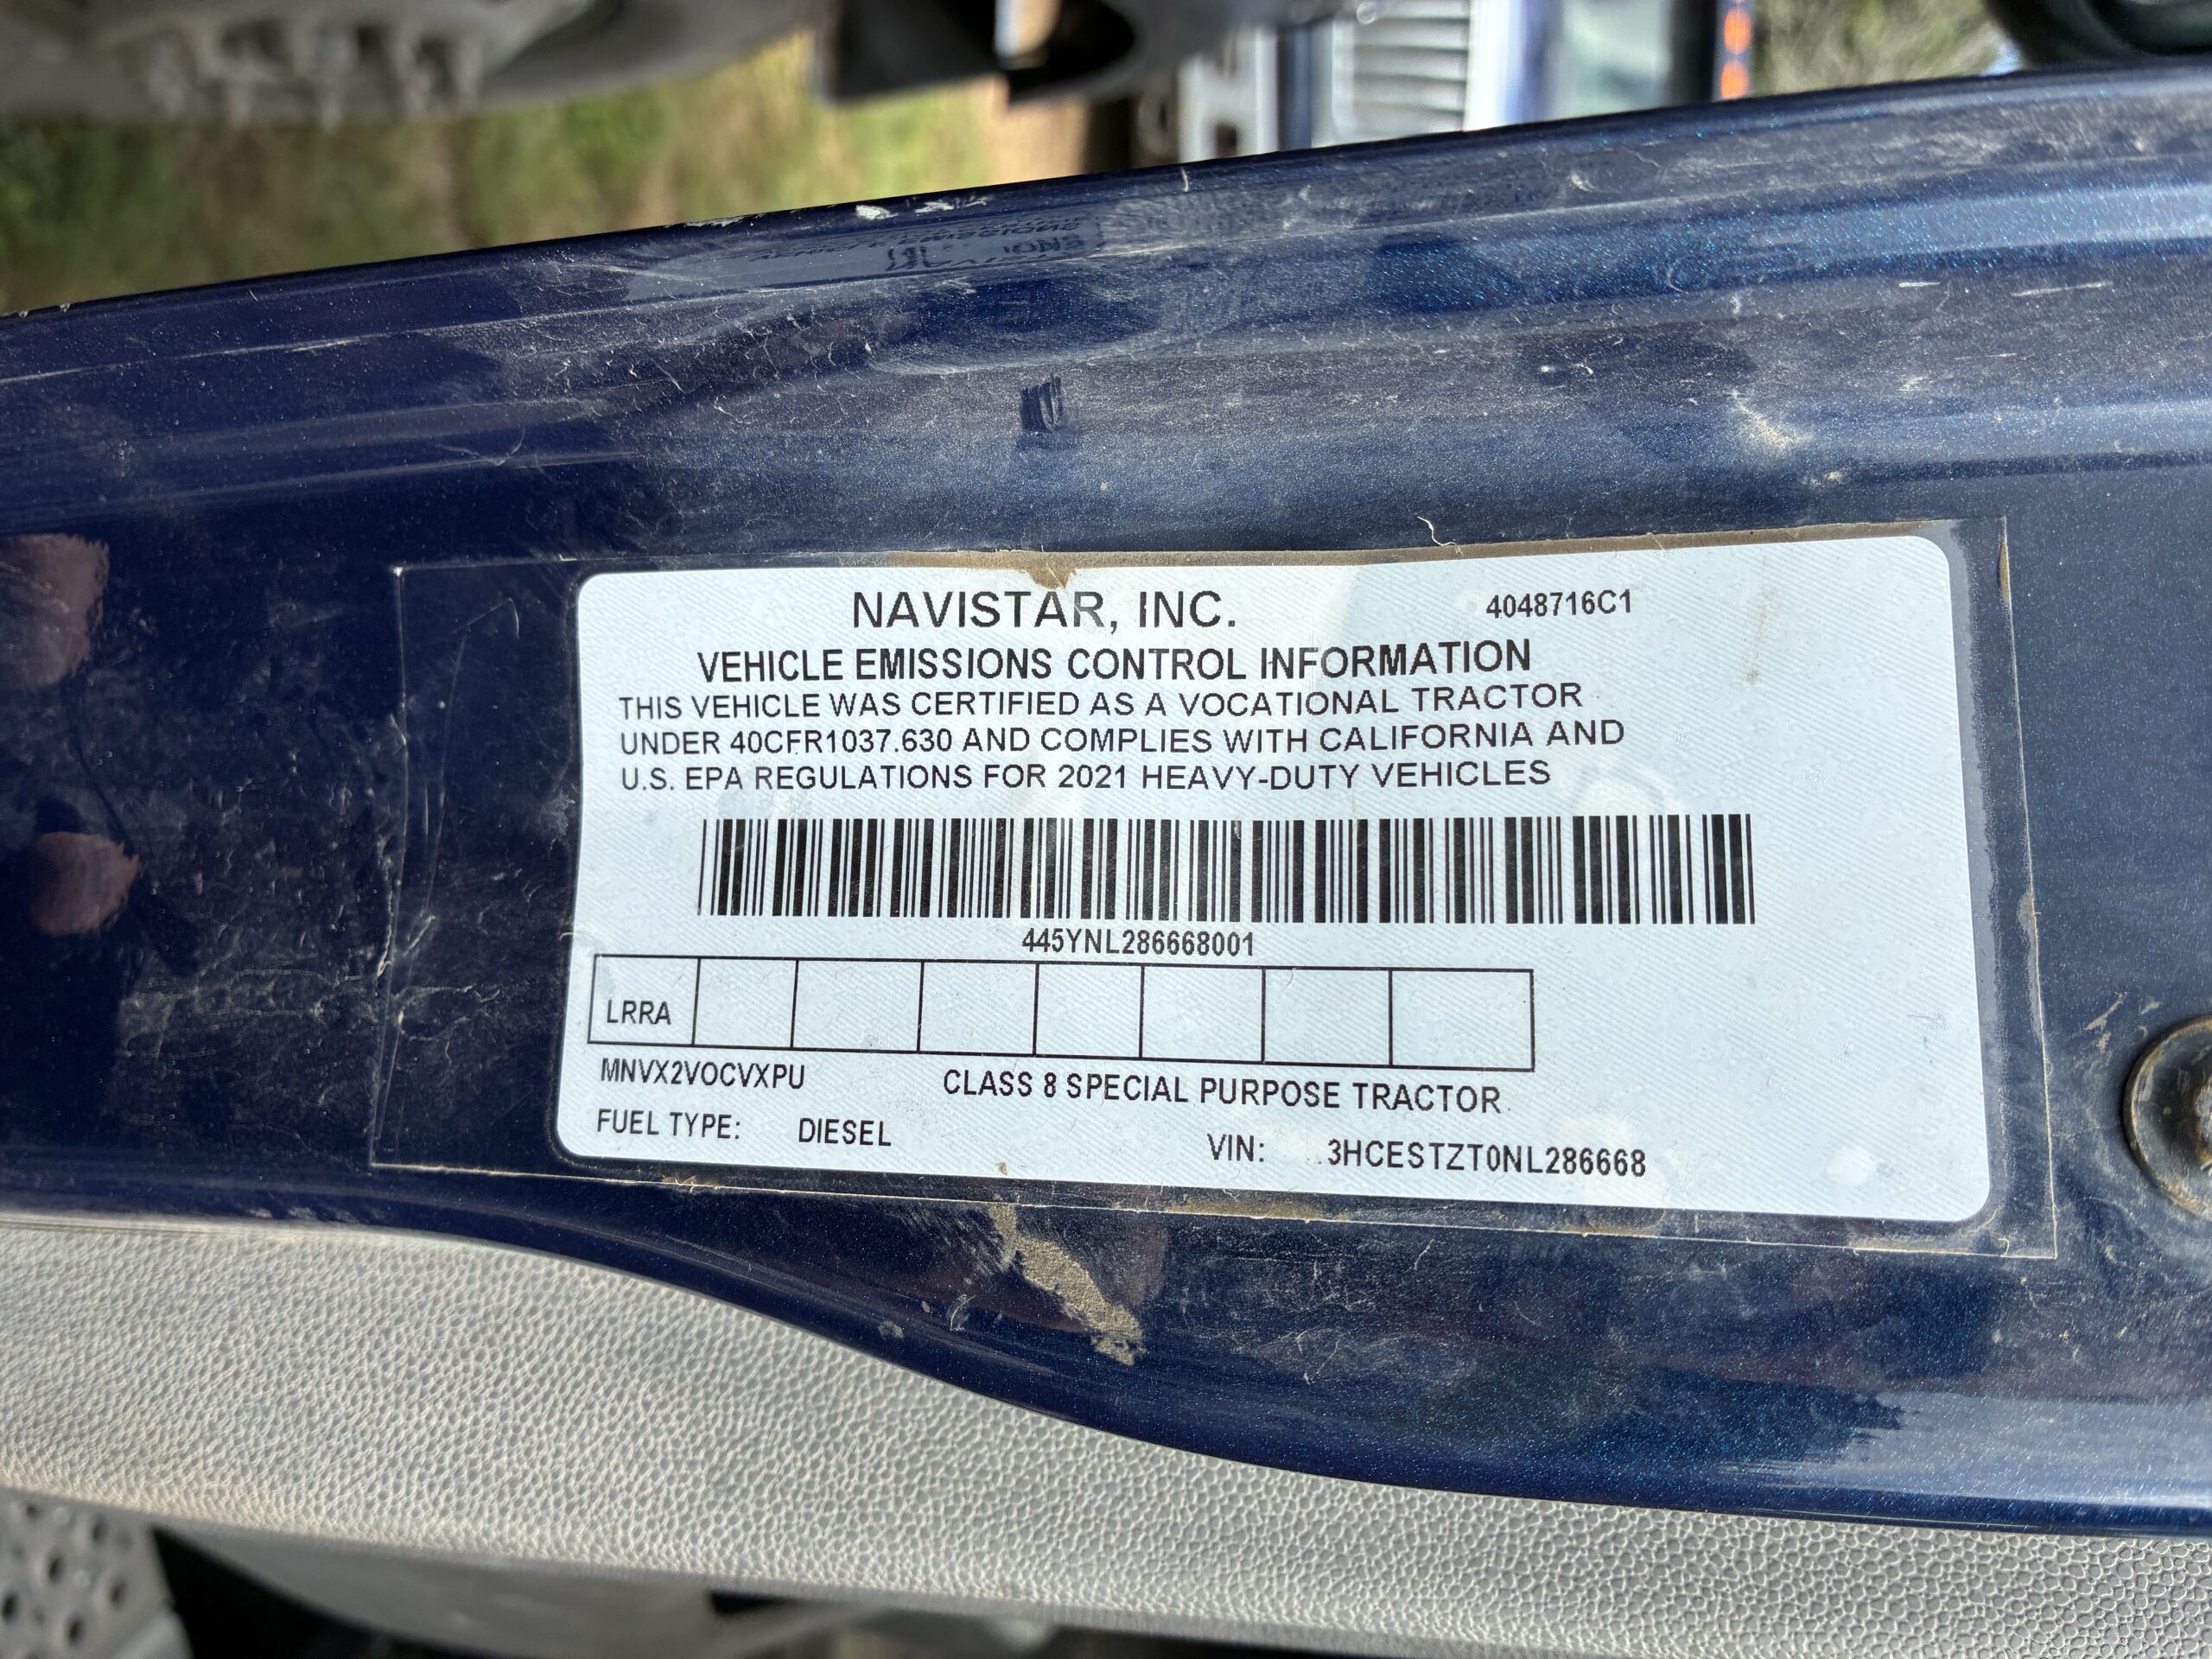 NAVISTAR, INC. 4048716C1
VEHICLE EMISSIONS CONTROL INFORMATION
THIS VEHICLE WAS CERTIFIED AS A VOCATIONAL TRACTOR
UNDER 40CFR1037.630 AND COMPLIES WITH CALIFORNIA AND
U.S. EPA REGULATIONS FOR 2021 HEAVY-DUTY VEHICLES
445YNL286668001
LRRA
MNVX2VOCVXPU CLASS 8 SPECIAL PURPOSE TRACTOR
FUEL TYPE: DIESEL VIN: 3HCESTZT0NL286668